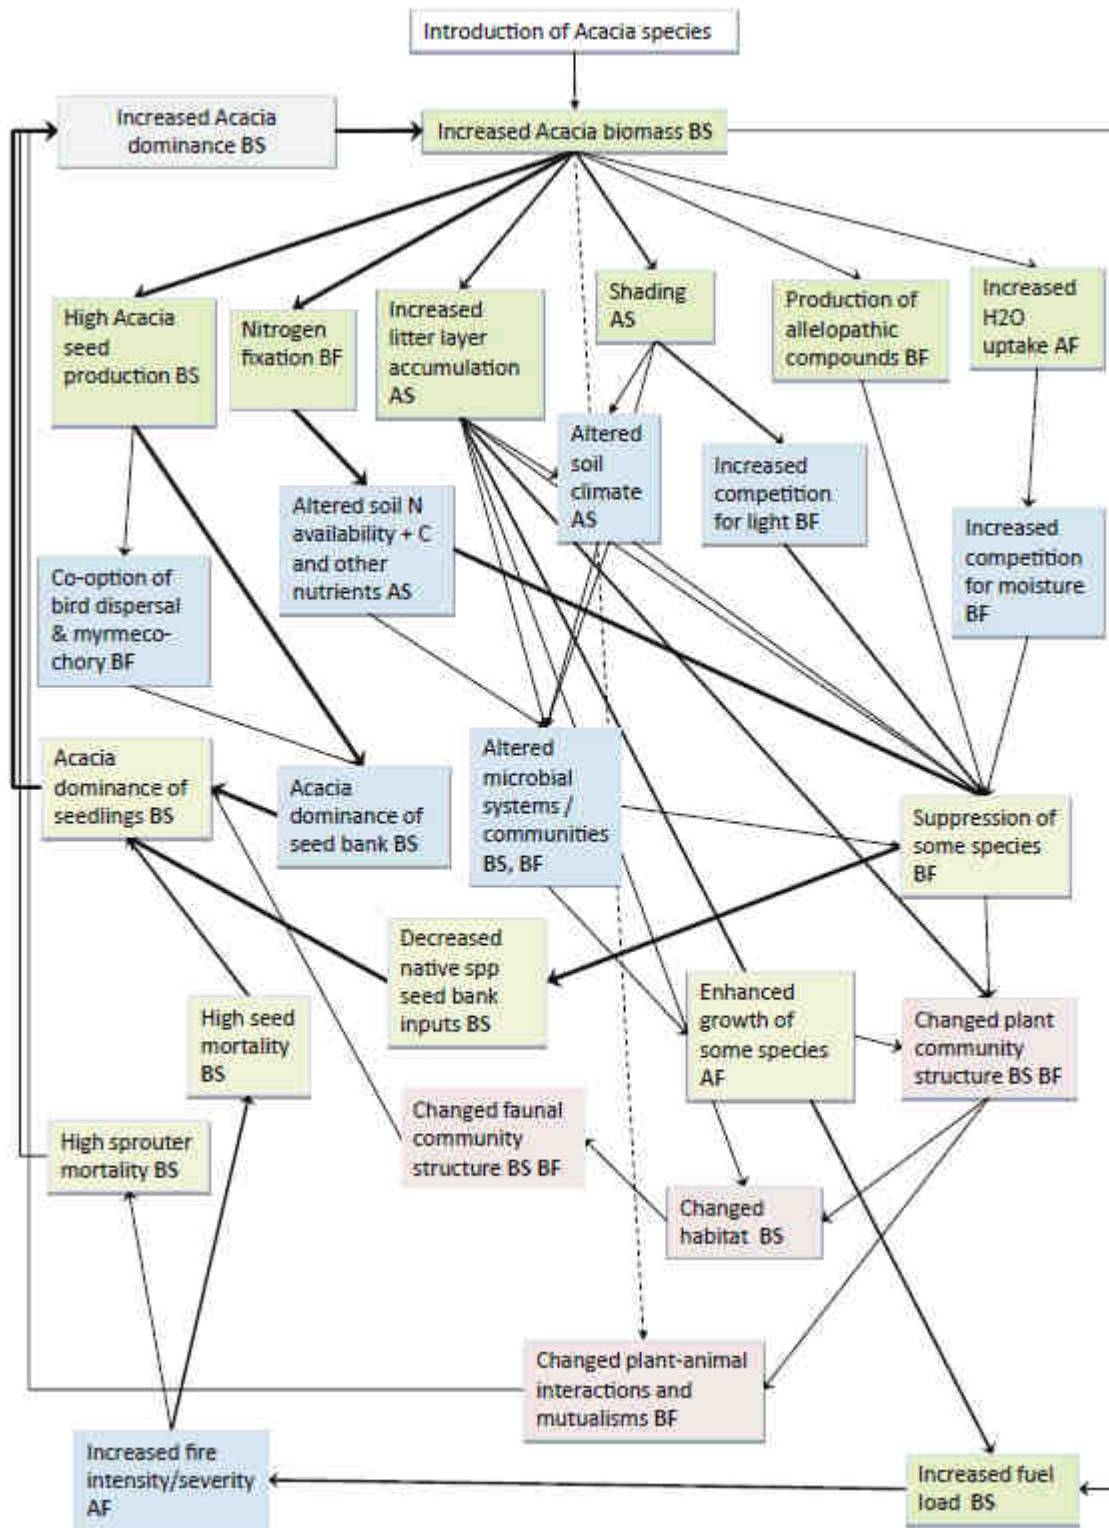 Introduction of Acacia species
Increased Acacia
dominance BS
Increased Acacia biomass BS
High Acacia
seed
production BS
Nitrogen
fixation BF
Increased
litter layer
accumulation
AS
Shading
AS
Production of
allelopathic
compounds BF
Increased
H2O
uptake AF
Altered
soil
climate
AS
Increased
competition
for light BF
Altered soil N
availability + C
and other
nutrients AS
Increased
competition
for moisture
BF
Co-option of
bird dispersal
& myrmeco-
chory BF
Acacia
dominance of
seedlings BS
Acacia
dominance of
seed bank BS
Altered
microbial
systems /
communities
BS, BF
Suppression of
some species
BF
Decreased
native spp
seed bank
inputs BS
High seed
mortality
BS
Enhanced
growth of
some species
AF
Changed plant
community
structure BS BF
Changed faunal
community
structure BS BF
High sprouter
mortality BS
Changed
habitat BS
Changed plant-animal
interactions and
mutualisms BF
Increased fire
intensity/severity
AF
Increased fuel
load BS